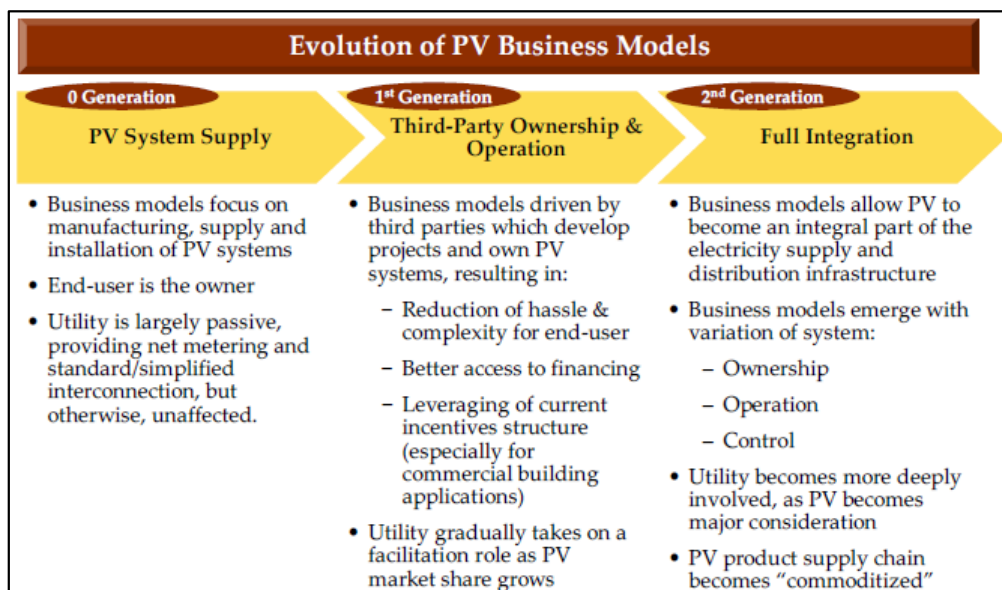 Evolution of PV Business Models
0 Generation
PV System Supply
• Business models focus on
manufacturing, supply and
installation of PV systems
• End-user is the owner
• Utility is largely passive,
providing net metering and
standard/simplified
interconnection, but
otherwise, unaffected.
1st Generation
Third-Party Ownership &
Operation
• Business models driven by
third parties which develop
projects and own PV
systems, resulting in:
– Reduction of hassle &
complexity for end-user
– Better access to financing
– Leveraging of current
incentives structure
(especially for
commercial building
applications)
• Utility gradually takes on a
facilitation role as PV
market share grows
2nd Generation
Full Integration
• Business models allow PV to
become an integral part of the
electricity supply and
distribution infrastructure
• Business models emerge with
variation of system:
– Ownership
– Operation
– Control
• Utility becomes more deeply
involved, as PV becomes
major consideration
• PV product supply chain
becomes “commoditized”